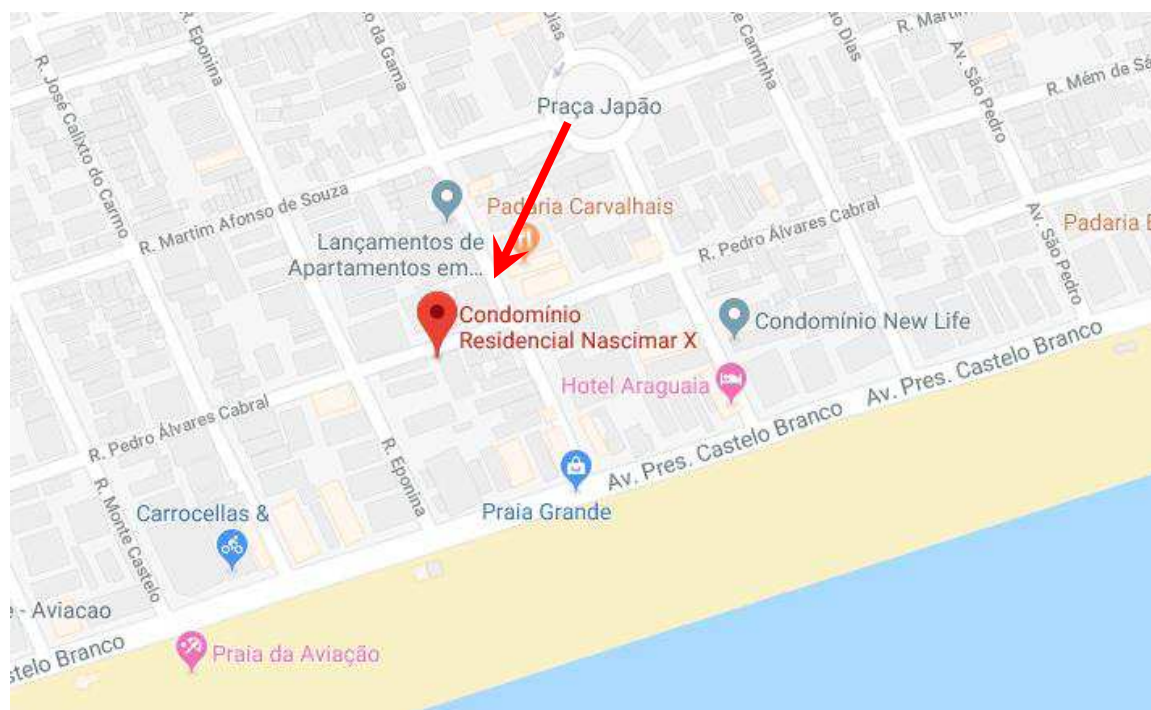 R. José Calixto do Carmo
R. Eponina
o da Gama
Dias
e Caminha
ão Dias
R. Martim
Av. São Pedro
R. Mém de Sá
Praça Japão
R. Martim Afonso de Souza
Padaria Carvalhais
Lançamentos de
Apartamentos em...
R. Pedro Álvares Cabral
Av. São Pedro
Padaria E
Condomínio
Residencial Nascimar X
Condomínio New Life
Hotel Araguaia
Av. Pres. Castelo Branco
Av. Pres. Castelo Branco
R. Pedro Álvares Cabral
R. Eponina
R. Monte Castelo
Carrocellas &
Praia Grande
- Aviacao
stelo Branco
Praia da Aviação